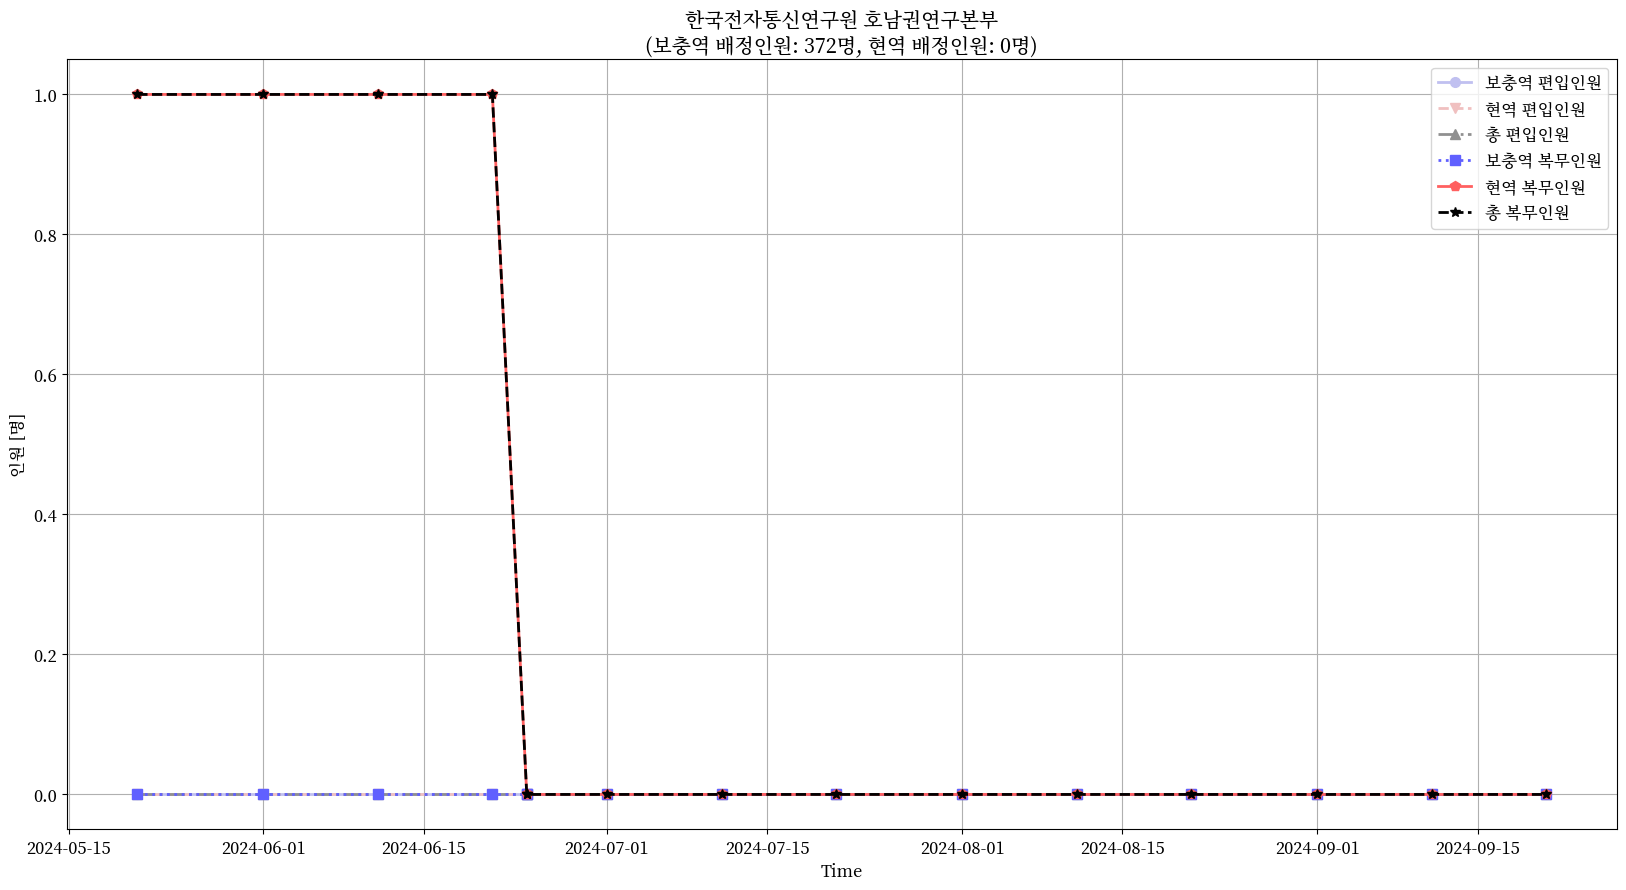 한국전자통신연구원 호남권연구본부
(보충역 배정인원: 372명, 현역 배정인원: 0명)
보충역 편입인원
현역 편입인원
총 편입인원
보충역 복무인원
현역 복무인원
총 복무인원
인원 [명]
1.0
0.8
0.6
0.4
0.2
0.0
2024-05-15
2024-06-01
2024-06-15
2024-07-01
2024-07-15
2024-08-01
2024-08-15
2024-09-01
2024-09-15
Time